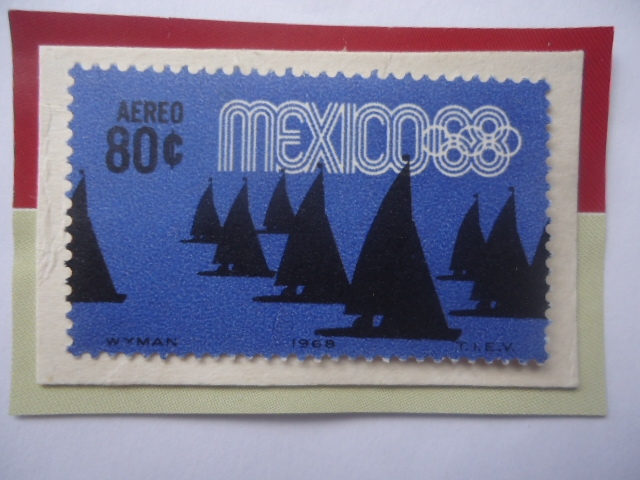 AEREO
80¢
MEXICO68
WYMAN 1968 T.I.E.V.